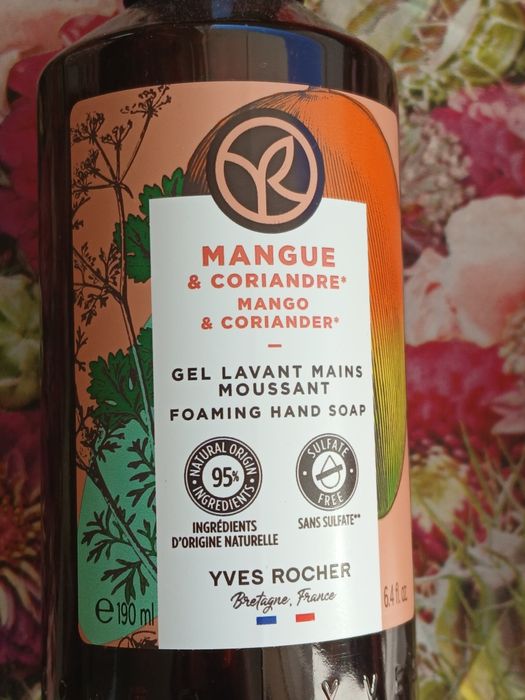 MANGUE
& CORIANDRE*
MANGO
& CORIANDER*
GEL LAVANT MAINS
MOUSSANT
FOAMING HAND SOAP
NATURAL ORIGIN
95%
INGREDIENTS
INGRÉDIENTS
D'ORIGINE NATURELLE
SULFATE
FREE
SANS SULFATE**
YVES ROCHER
Bretagne, France
e 190 ml
6.4 fl. oz